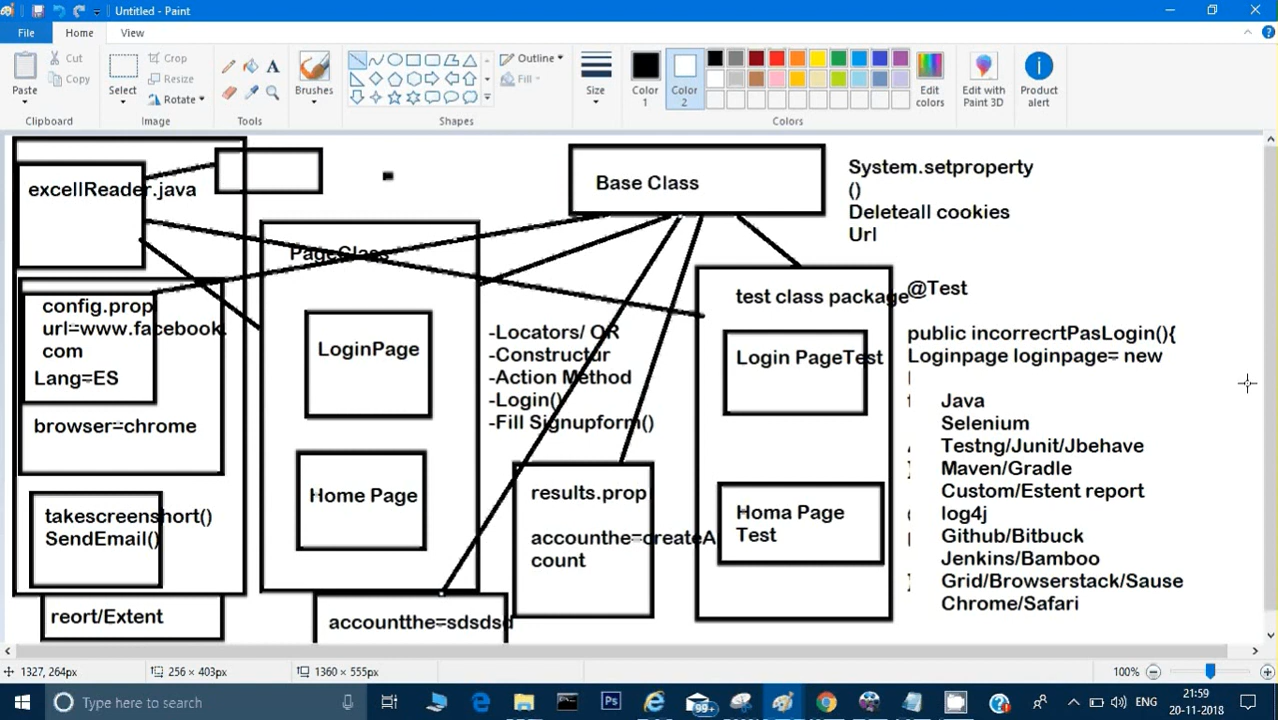 Untitled - Paint
File
Home
View
Paste
Cut
Copy
Clipboard
Select
Crop
Resize
Rotate
Image
Tools
Brushes
Shapes
Outline
Fill
Size
Color
1
Color
2
Edit
colors
Edit with
Paint 3D
Product
alert
Colors
excellReader.java
config.prop
url=www.facebook.
com
Lang=ES
browser=chrome
takescreenshort()
SendEmail()
reort/Extent
PageClass
LoginPage
Home Page
accountthe=sdsdsd
Base Class
-Locators/ OR
-Constructur
-Action Method
-Login()
-Fill Signupform()
results.prop
accounthe=createA
count
test class package
Login PageTest
Homa Page
Test
System.setproperty
()
Deleteall cookies
Url
@Test
public incorrecrtPasLogin(){
Loginpage loginpage= new
Java
Selenium
Testng/Junit/Jbehave
Maven/Gradle
Custom/Estent report
log4j
Github/Bitbuck
Jenkins/Bamboo
Grid/Browserstack/Sause
Chrome/Safari
1327, 264px
256 × 403px
1360 × 555px
100%
Type here to search
99+
ENG
21:59
20-11-2018